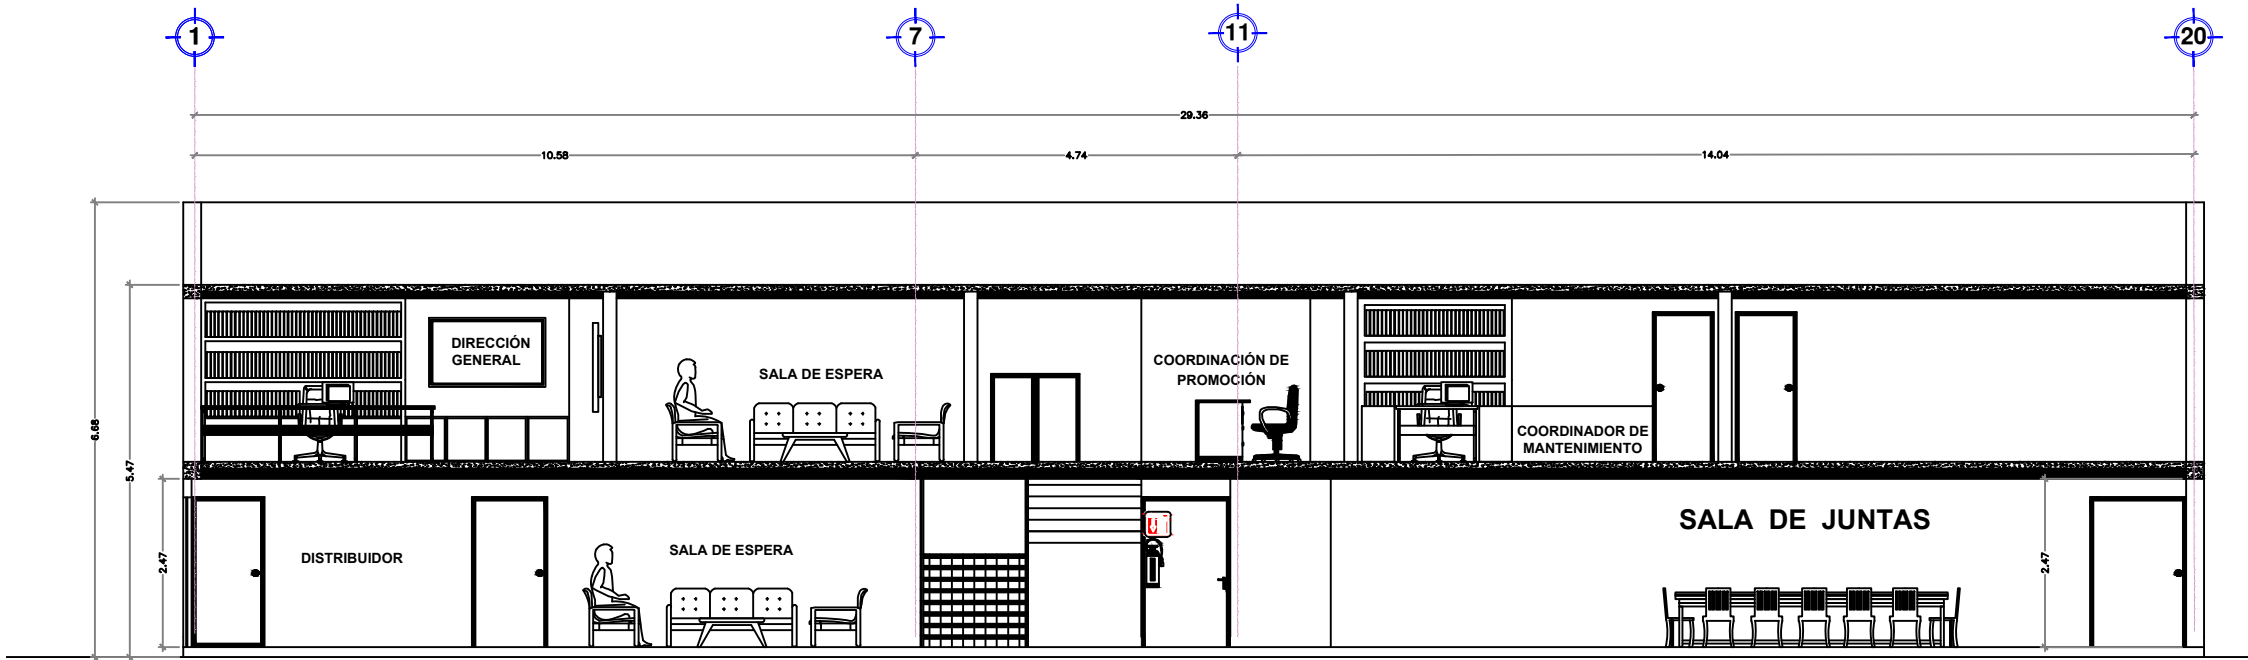 1
7
11
20
29.36
10.58
4.74
14.04
6.68
5.47
DIRECCIÓN
GENERAL
SALA DE ESPERA
COORDINACIÓN DE
PROMOCIÓN
COORDINADOR DE
MANTENIMIENTO
2.47
DISTRIBUIDOR
SALA DE ESPERA
SALA DE JUNTAS
2.47